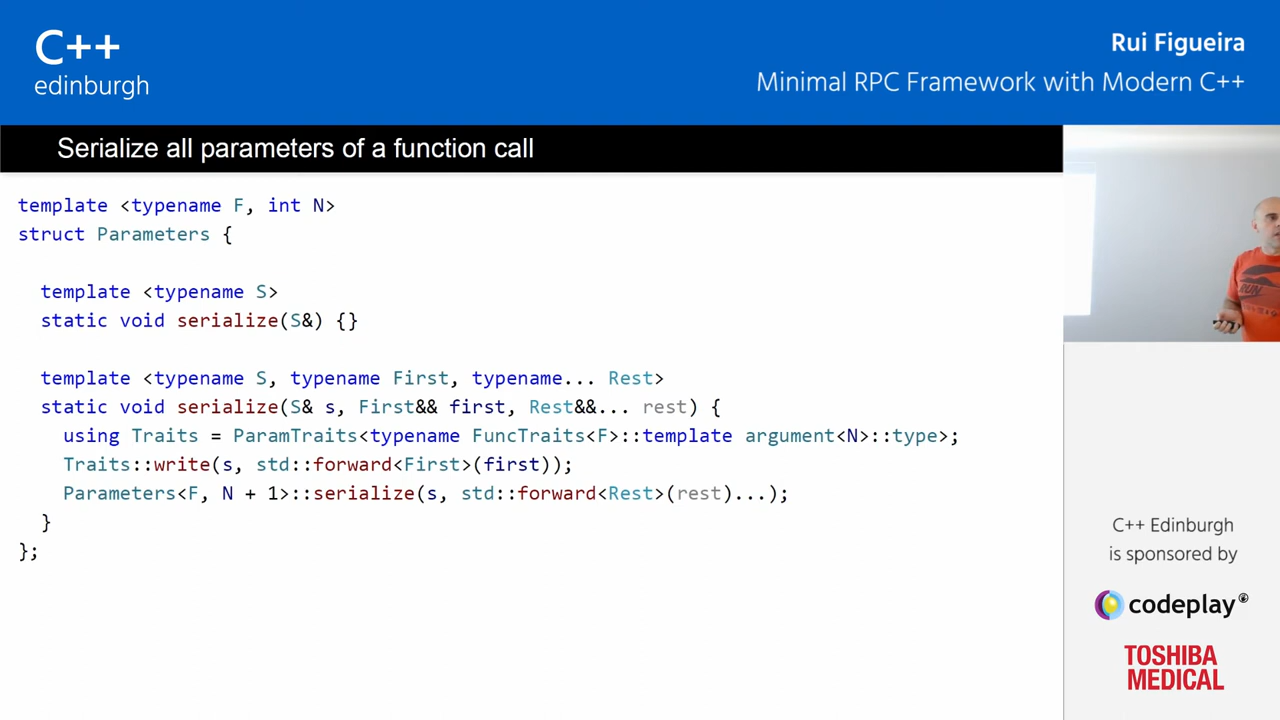 C++
edinburgh
Rui Figueira
Minimal RPC Framework with Modern C++
Serialize all parameters of a function call
template <typename F, int N>
struct Parameters {
template <typename S>
static void serialize(S&) {}
template <typename S, typename First, typename... Rest>
static void serialize(S& s, First&& first, Rest&&... rest) {
using Traits = ParamTraits<typename FuncTraits<F>::template argument<N>::type>;
Traits::write(s, std::forward<First>(first));
Parameters<F, N + 1>::serialize(s, std::forward<Rest>(rest)...);
}
};
C++ Edinburgh
is sponsored by
codeplay
TOSHIBA
MEDICAL